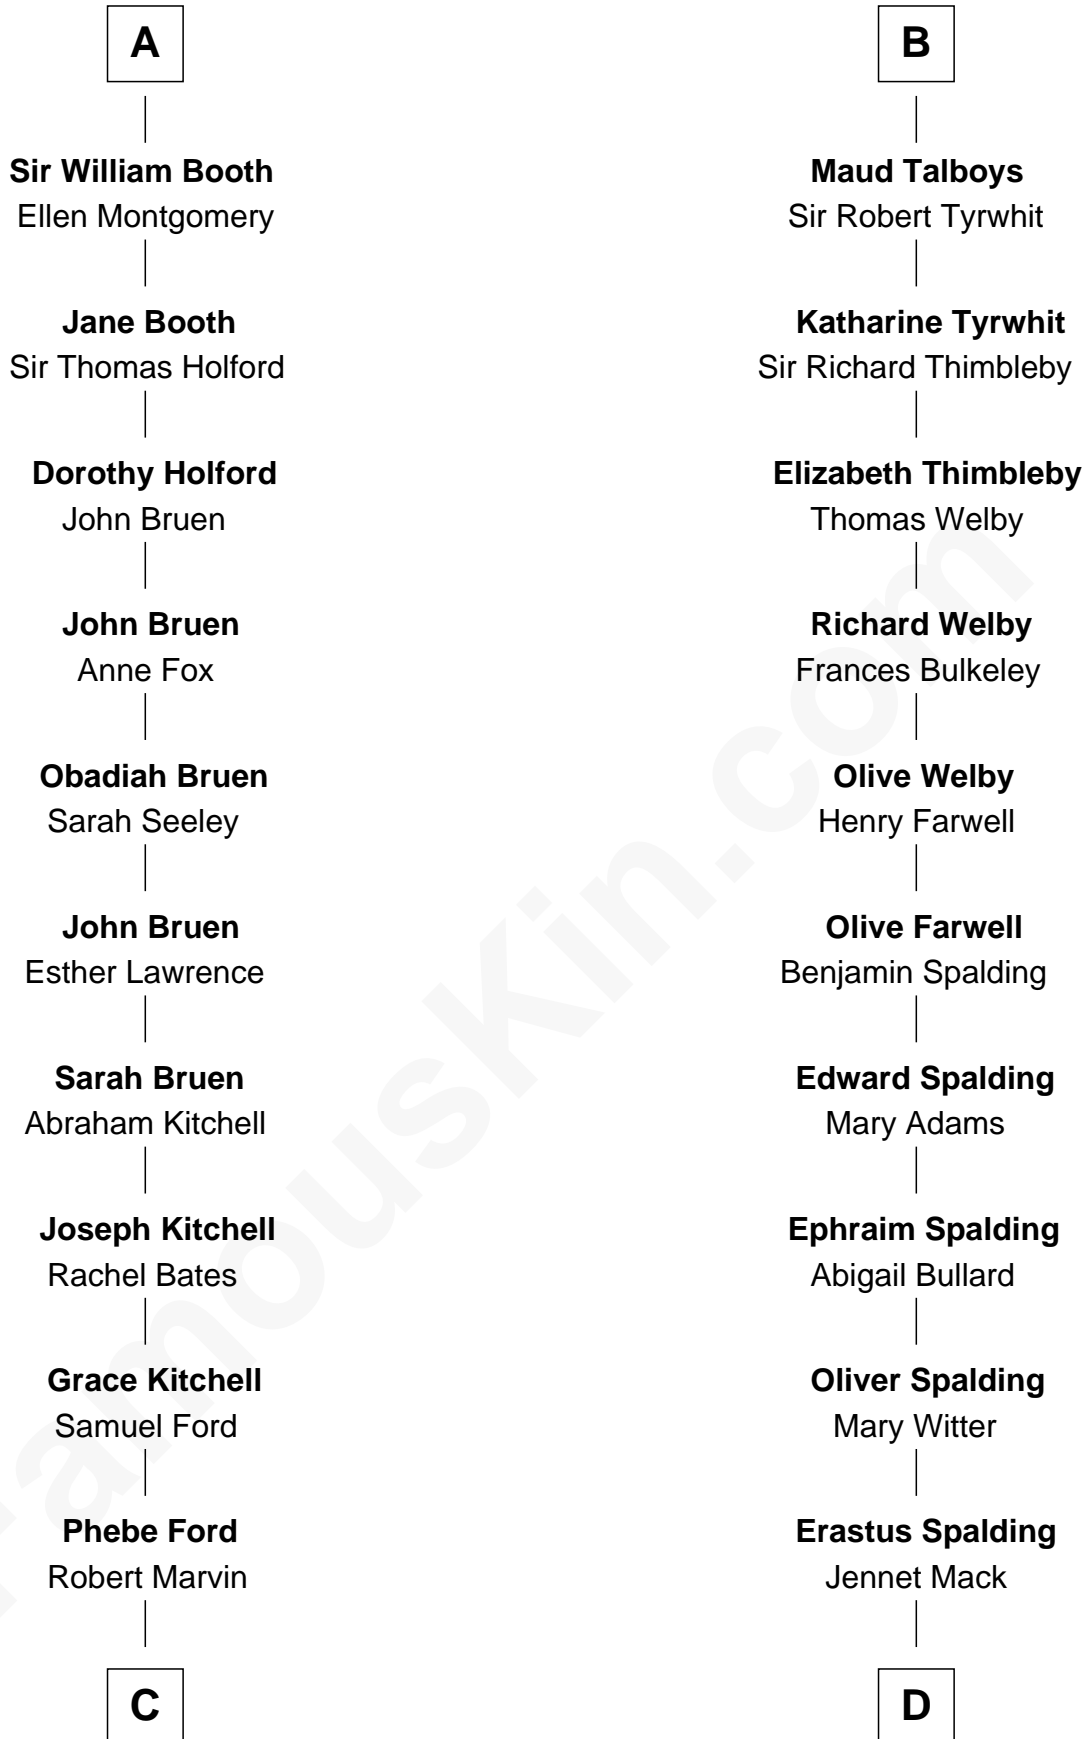 A
Sir William Booth
Ellen Montgomery
Jane Booth
Sir Thomas Holford
Dorothy Holford
John Bruen
John Bruen
Anne Fox
Obadiah Bruen
Sarah Seeley
John Bruen
Esther Lawrence
Sarah Bruen
Abraham Kitchell
Joseph Kitchell
Rachel Bates
Grace Kitchell
Samuel Ford
Phebe Ford
Robert Marvin
C
B
Maud Talboys
Sir Robert Tyrwhit
Katharine Tyrwhit
Sir Richard Thimbleby
Elizabeth Thimbleby
Thomas Welby
Richard Welby
Frances Bulkeley
Olive Welby
Henry Farwell
Olive Farwell
Benjamin Spalding
Edward Spalding
Mary Adams
Ephraim Spalding
Abigail Bullard
Oliver Spalding
Mary Witter
Erastus Spalding
Jennet Mack
D
FamousKin.com